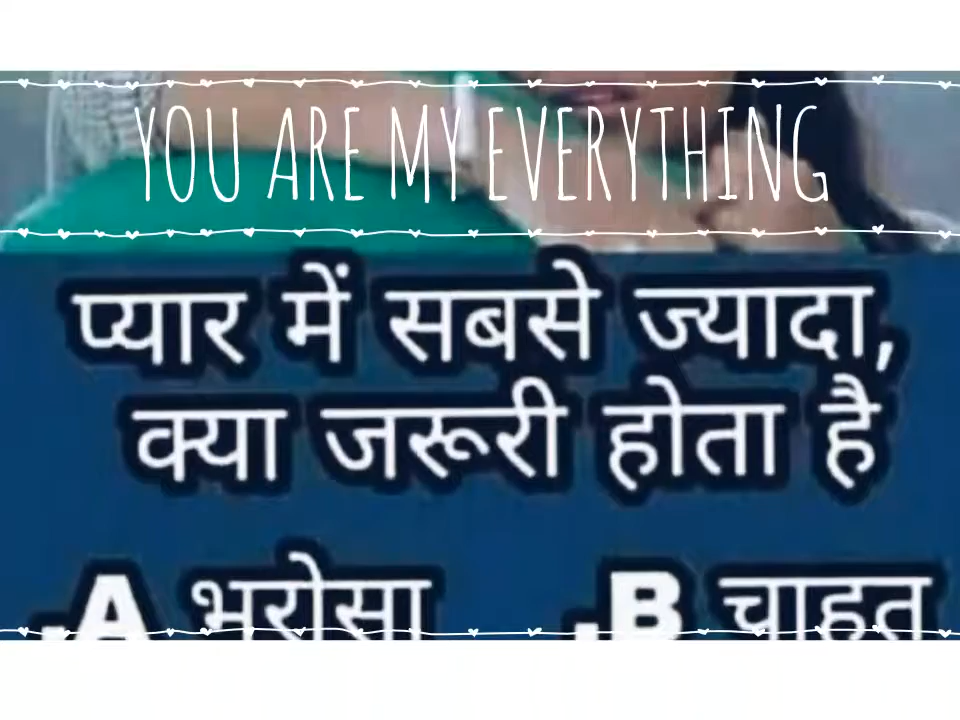 YOU ARE MY EVERYTHING
प्यार में सबसे ज्यादा,
क्या जरूरी होता है
.A भरोसा .B चाहत